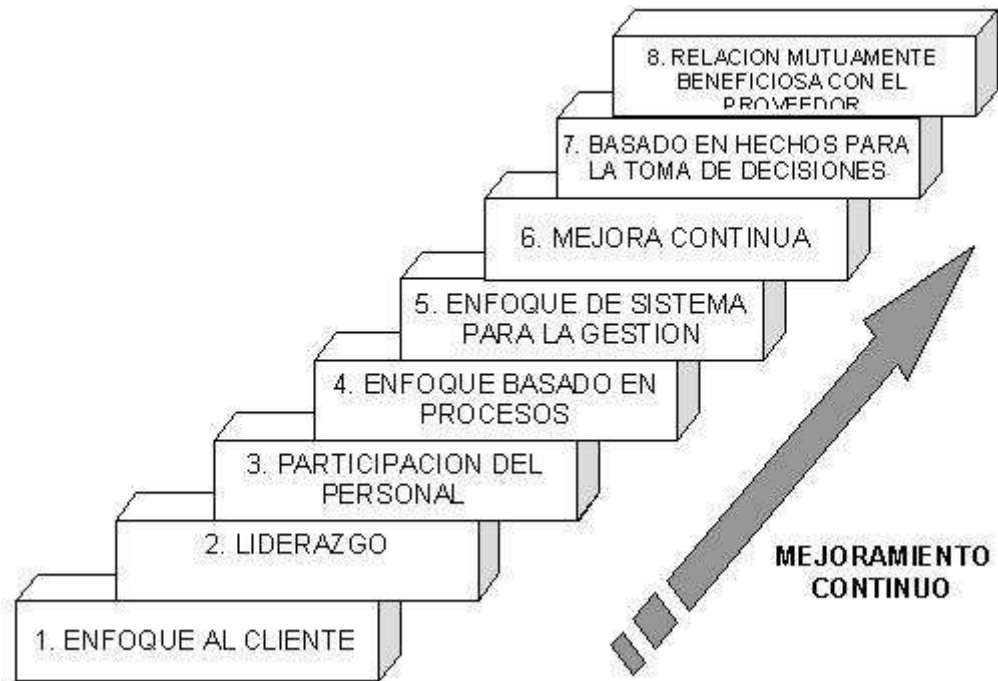 8. RELACION MUTUAMENTE
BENEFICIOSA CON EL
PROVEEDOR
7. BASADO EN HECHOS PARA
LA TOMA DE DECISIONES
6. MEJORA CONTINUA
5. ENFOQUE DE SISTEMA
PARA LA GESTION
4. ENFOQUE BASADO EN
PROCESOS
3. PARTICIPACION DEL
PERSONAL
2. LIDERAZGO
1. ENFOQUE AL CLIENTE
MEJORAMIENTO
CONTINUO